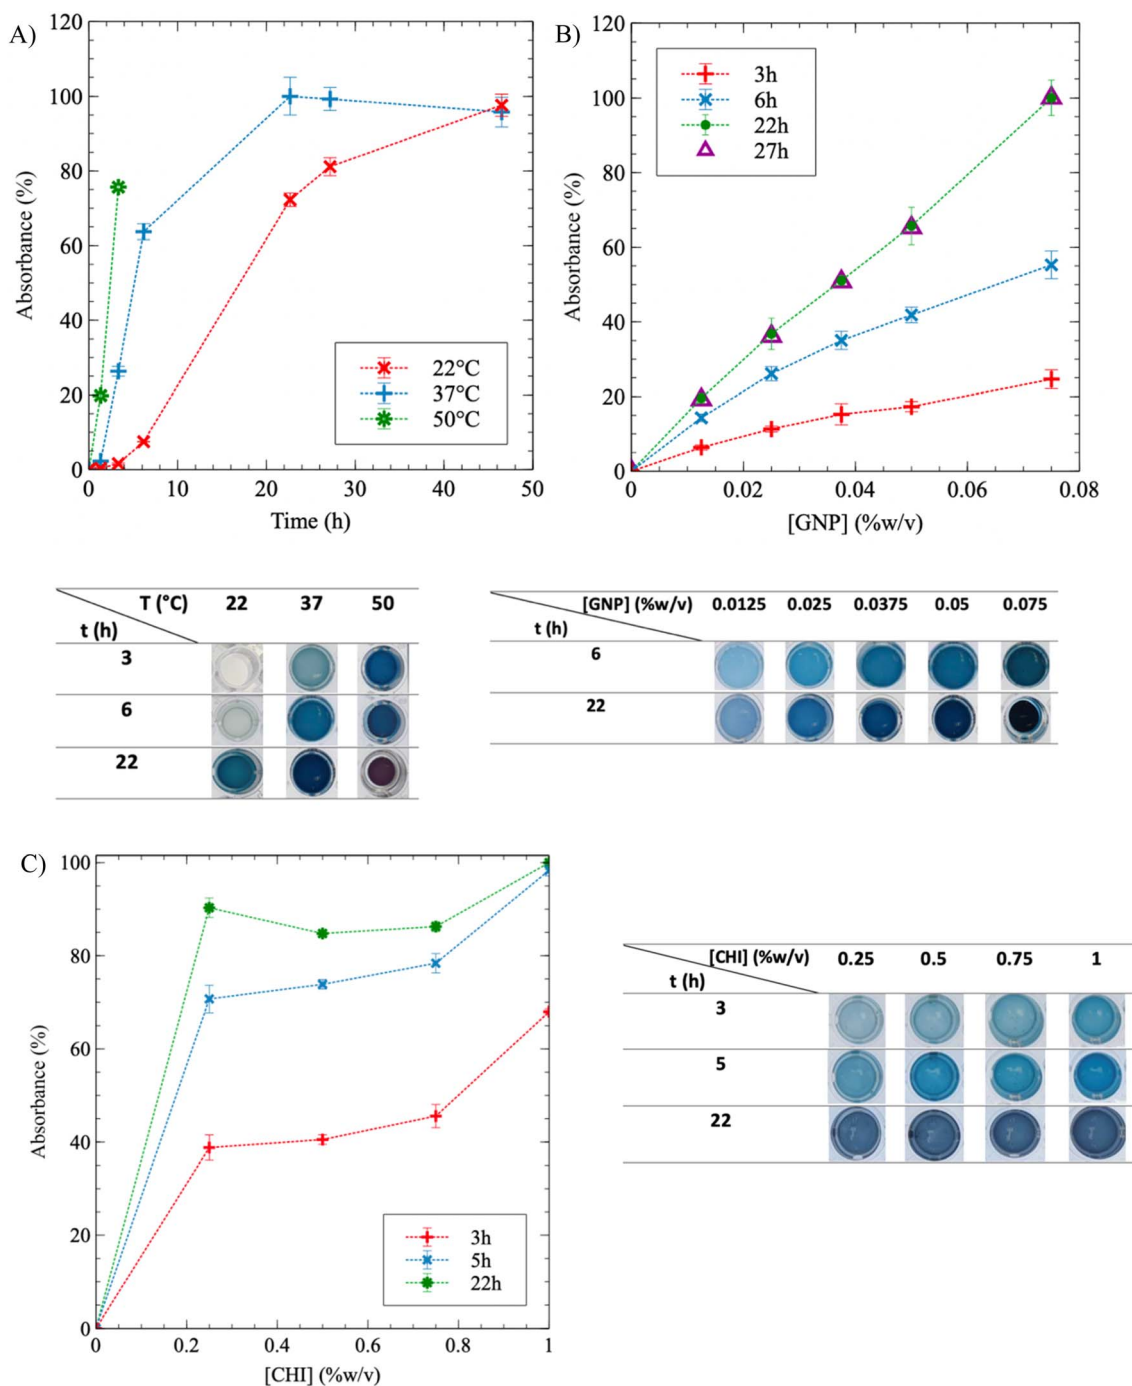 A)
120
100
80
60
40
20
0
Absorbance (%)
0 10 20 30 40 50
Time (h)
22°C
37°C
50°C
B)
120
100
80
60
40
20
0
Absorbance (%)
0 0.02 0.04 0.06 0.08
[GNP] (%w/v)
3h
6h
22h
27h
T (°C) 22 37 50
t (h)
3
6
22
[GNP] (%w/v) 0.0125 0.025 0.0375 0.05 0.075
t (h)
6
22
C)
100
80
60
40
20
0
Absorbance (%)
0 0.2 0.4 0.6 0.8 1
[CHI] (%w/v)
3h
5h
22h
[CHI] (%w/v) 0.25 0.5 0.75 1
t (h)
3
5
22